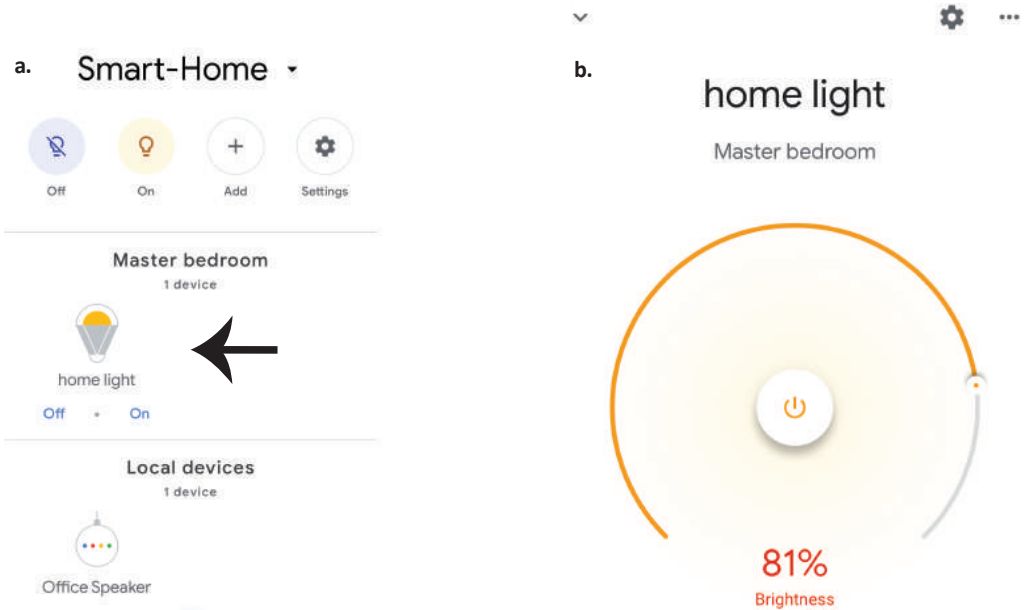 a.
Smart-Home
Off On Add Settings
Master bedroom
1 device
home light
Off • On
Local devices
1 device
Office Speaker
b.
home light
Master bedroom
81%
Brightness